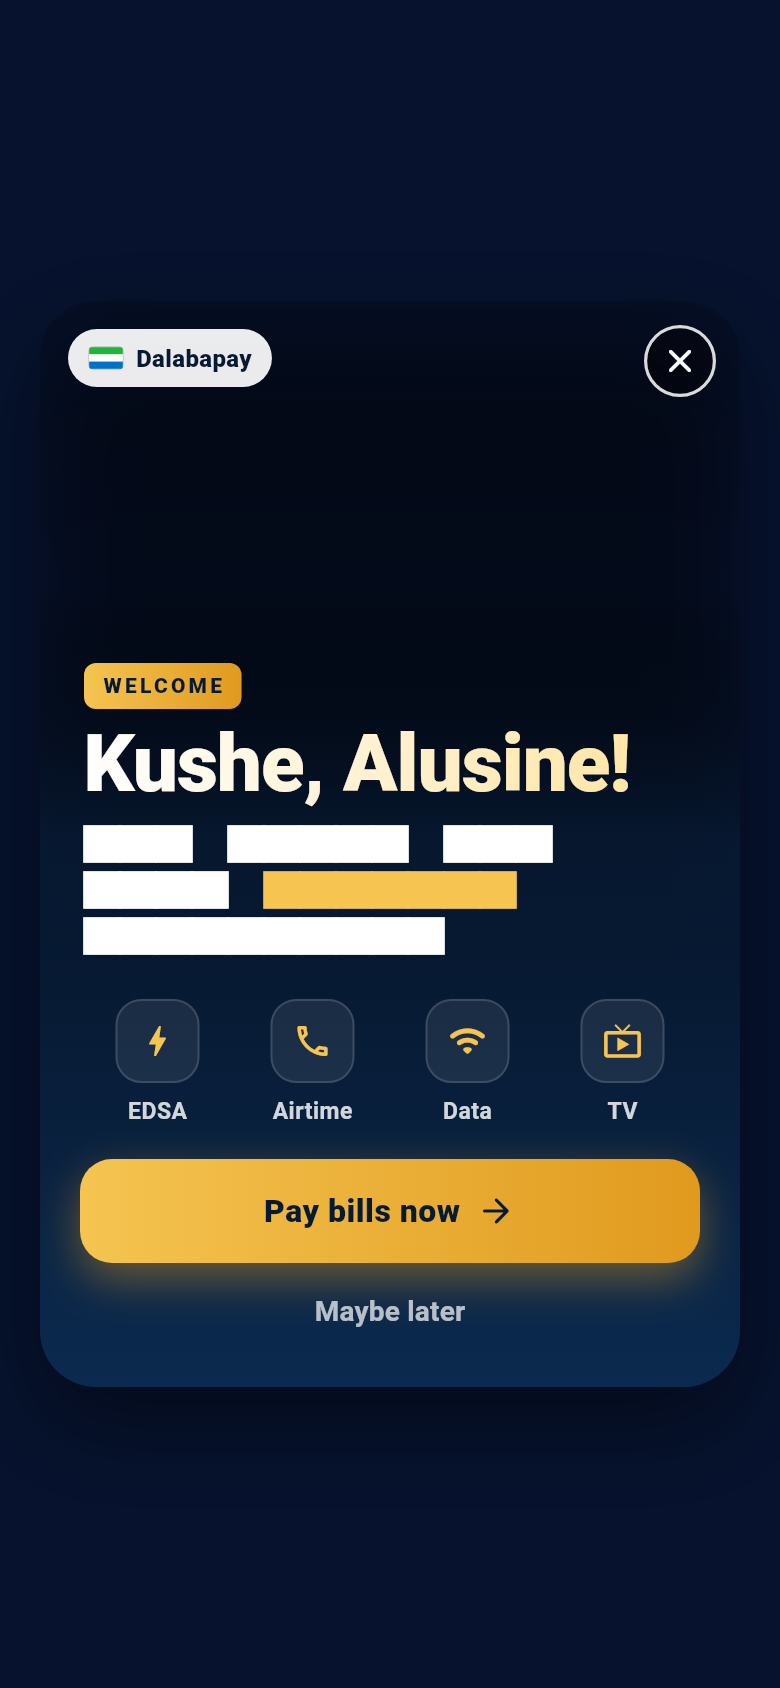 Dalabapay
WELCOME
Kushe, Alusine!
EDSA
Airtime
Data
TV
Pay bills now
Maybe later